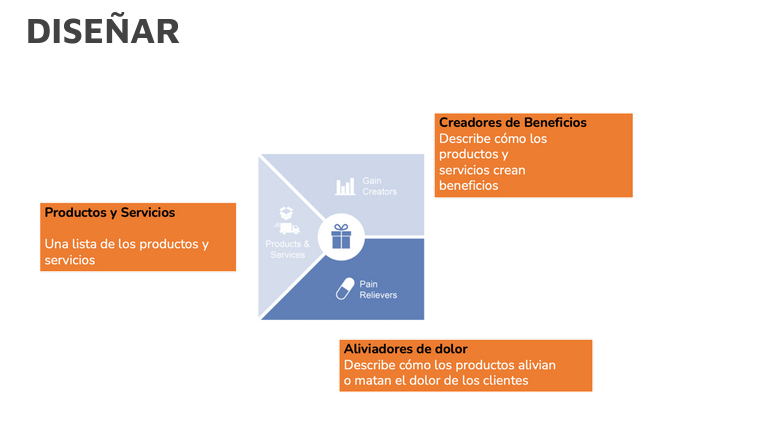 DISEÑAR
Creadores de Beneficios
Describe cómo los
productos y
servicios crean
beneficios
Gain
Creators
Productos y Servicios
Una lista de los productos y
servicios
Products &
Services
Pain
Relievers
Aliviadores de dolor
Describe cómo los productos alivian
o matan el dolor de los clientes